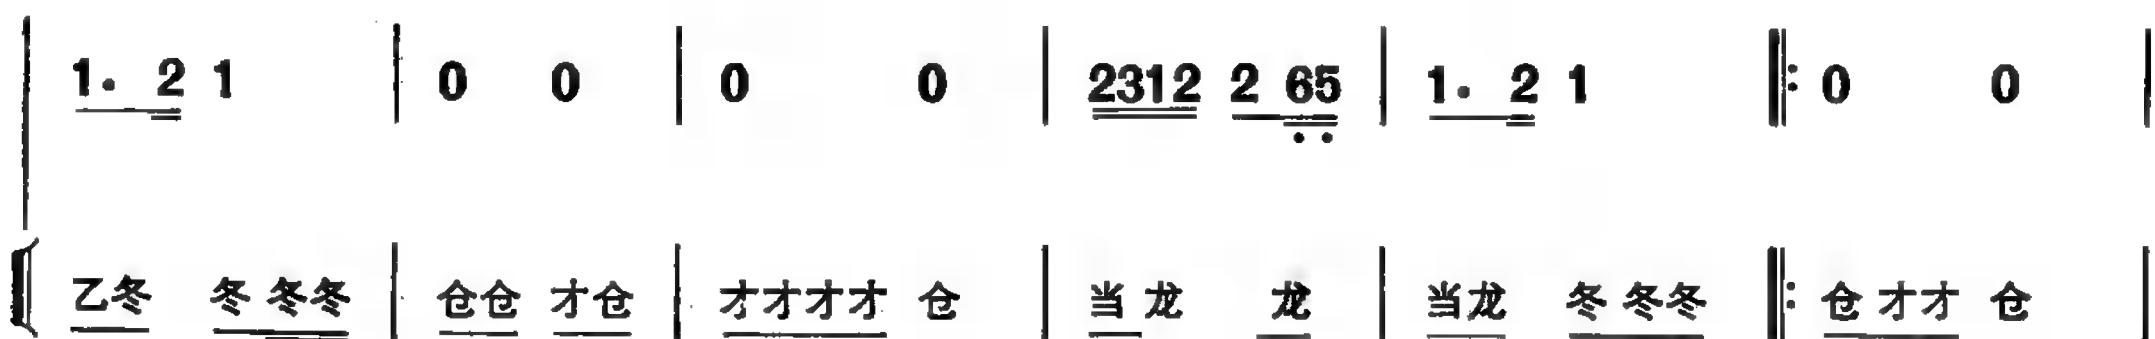 1. 2 1 | 0 0 | 0 0 | 2312 2 65 | 1. 2 1 ‖: 0 0 |
乙冬 冬冬冬 | 仓仓 才仓 | 才才才才 仓 | 当龙 龙 | 当龙 冬冬冬 ‖: 仓才才 仓 |